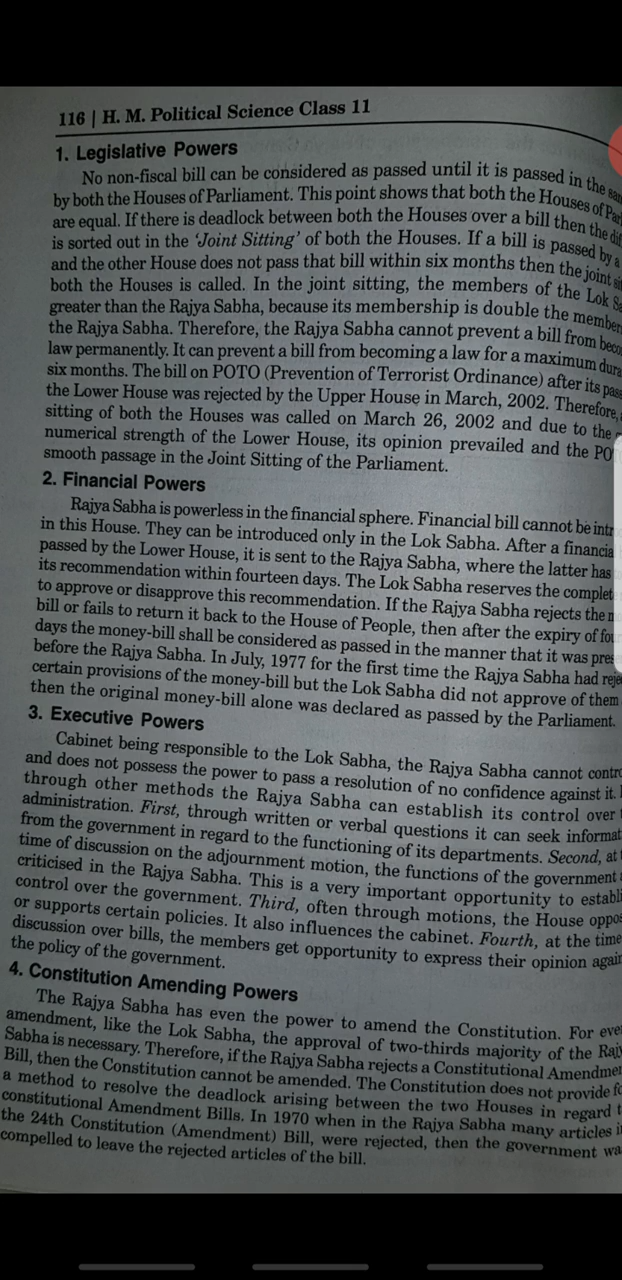 116 | H. M. Political Science Class 11
1. Legislative Powers
No non-fiscal bill can be considered as passed until it is passed in the
by both the Houses of Parliament. This point shows that both the Houses of
are equal. If there is deadlock between both the Houses over a bill then the
is sorted out in the 'Joint Sitting' of both the Houses. If a bill is passed by a
and the other House does not pass that bill within six months then the joint
both the Houses is called. In the joint sitting, the members of the Lok
greater than the Rajya Sabha, because its membership is double the
the Rajya Sabha. Therefore, the Rajya Sabha cannot prevent a bill from
law permanently. It can prevent a bill from becoming a law for a maximum
six months. The bill on POTO (Prevention of Terrorist Ordinance) after its
the Lower House was rejected by the Upper House in March, 2002. Therefore,
sitting of both the Houses was called on March 26, 2002 and due to the
numerical strength of the Lower House, its opinion prevailed and the
smooth passage in the Joint Sitting of the Parliament.
2. Financial Powers
Rajya Sabha is powerless in the financial sphere. Financial bill cannot be
in this House. They can be introduced only in the Lok Sabha. After a
passed by the Lower House, it is sent to the Rajya Sabha, where the latter has
its recommendation within fourteen days. The Lok Sabha reserves the
to approve or disapprove this recommendation. If the Rajya Sabha rejects the
bill or fails to return it back to the House of People, then after the expiry of
days the money-bill shall be considered as passed in the manner that it was
before the Rajya Sabha. In July, 1977 for the first time the Rajya Sabha had
certain provisions of the money-bill but the Lok Sabha did not approve of them
then the original money-bill alone was declared as passed by the Parliament.
3. Executive Powers
Cabinet being responsible to the Lok Sabha, the Rajya Sabha cannot
and does not possess the power to pass a resolution of no confidence against it.
through other methods the Rajya Sabha can establish its control over
administration. First, through written or verbal questions it can seek
from the government in regard to the functioning of its departments. Second, at
time of discussion on the adjournment motion, the functions of the government
criticised in the Rajya Sabha. This is a very important opportunity to
control over the government. Third, often through motions, the House
or supports certain policies. It also influences the cabinet. Fourth, at the time
discussion over bills, the members get opportunity to express their opinion
the policy of the government.
4. Constitution Amending Powers
The Rajya Sabha has even the power to amend the Constitution. For
amendment, like the Lok Sabha, the approval of two-thirds majority of the
Sabha is necessary. Therefore, if the Rajya Sabha rejects a Constitutional
Bill, then the Constitution cannot be amended. The Constitution does not provide
a method to resolve the deadlock arising between the two Houses in regard
constitutional Amendment Bills. In 1970 when in the Rajya Sabha many articles
the 24th Constitution (Amendment) Bill, were rejected, then the government
compelled to leave the rejected articles of the bill.